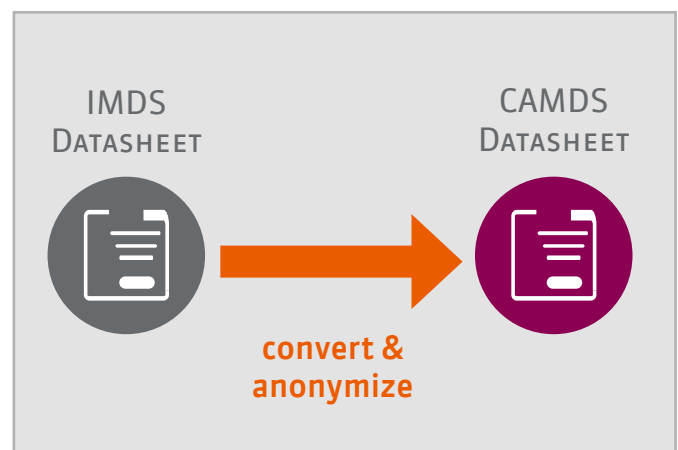 IMDS
DATASHEET
CAMDS
DATASHEET
convert &
anonymize